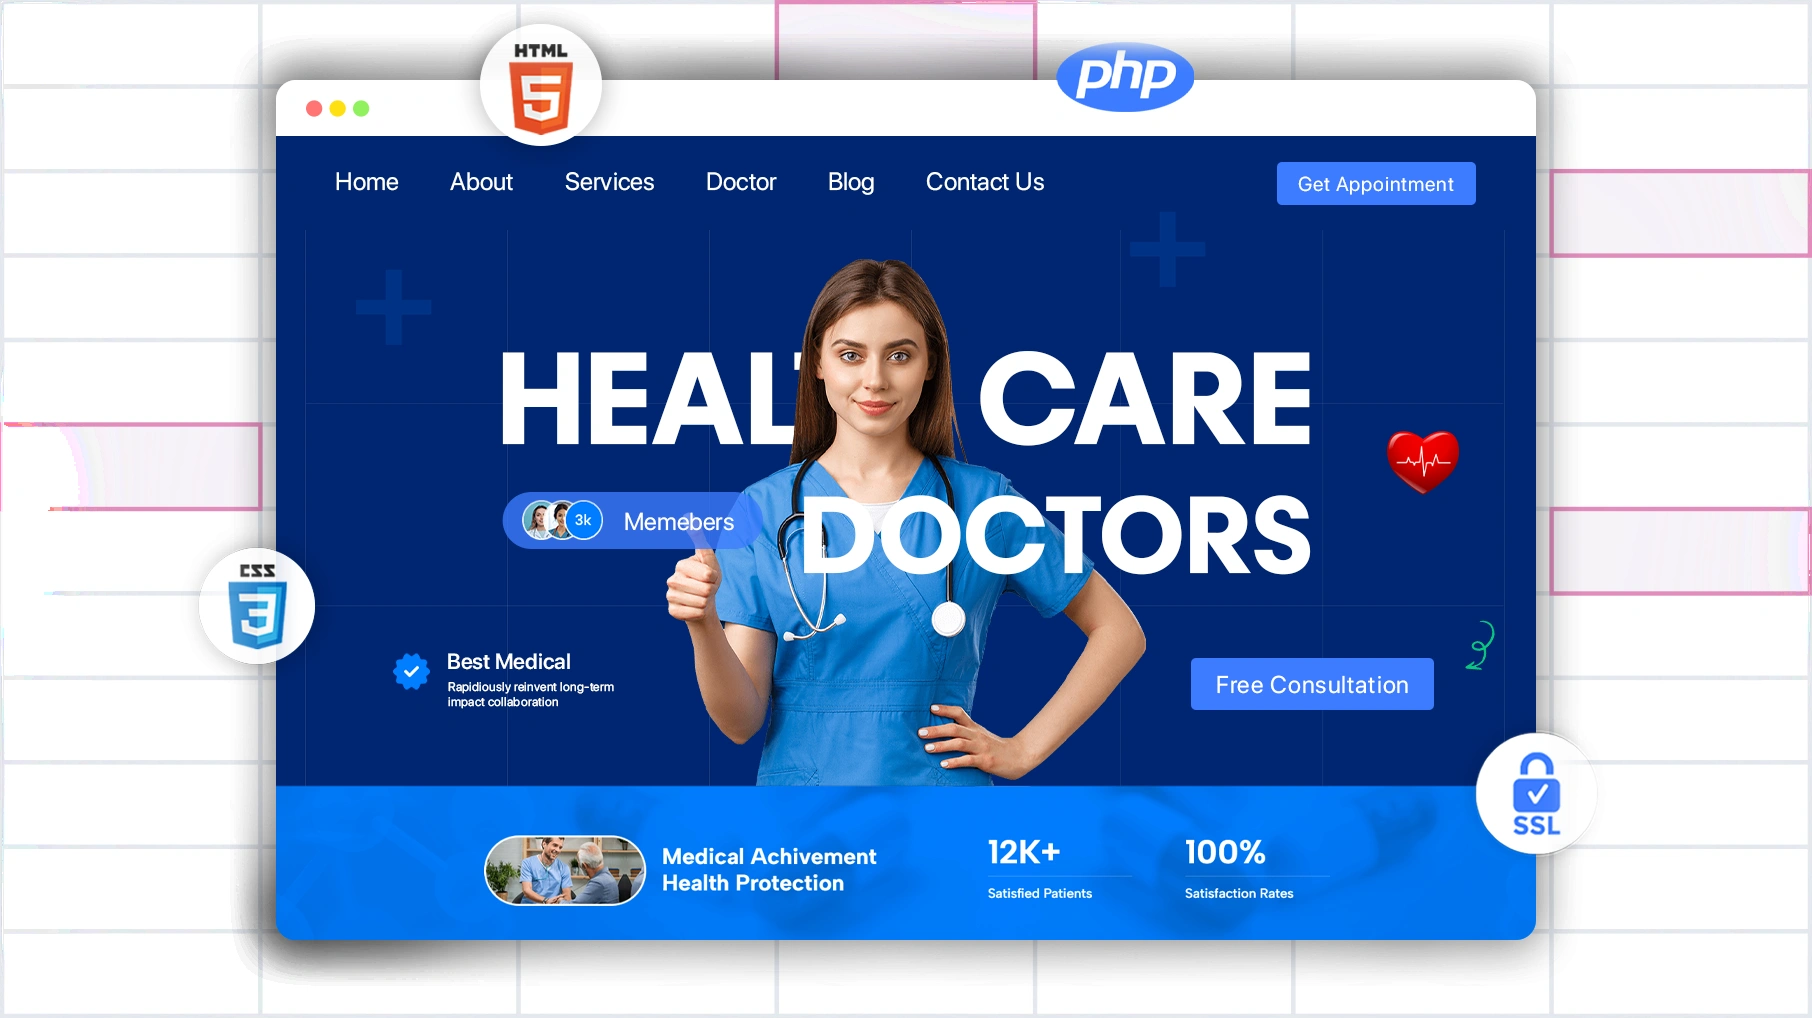 HTML
5
php
Home About Services Doctor Blog Contact Us
Get Appointment
HEAL CARE
DOCTORS
3k Memebers
CSS
3
Best Medical
Rapidiously reinvent long-term
impact collaboration
Free Consultation
SSL
Medical Achivement
Health Protection
12K+
Satisfied Patients
100%
Satisfaction Rates